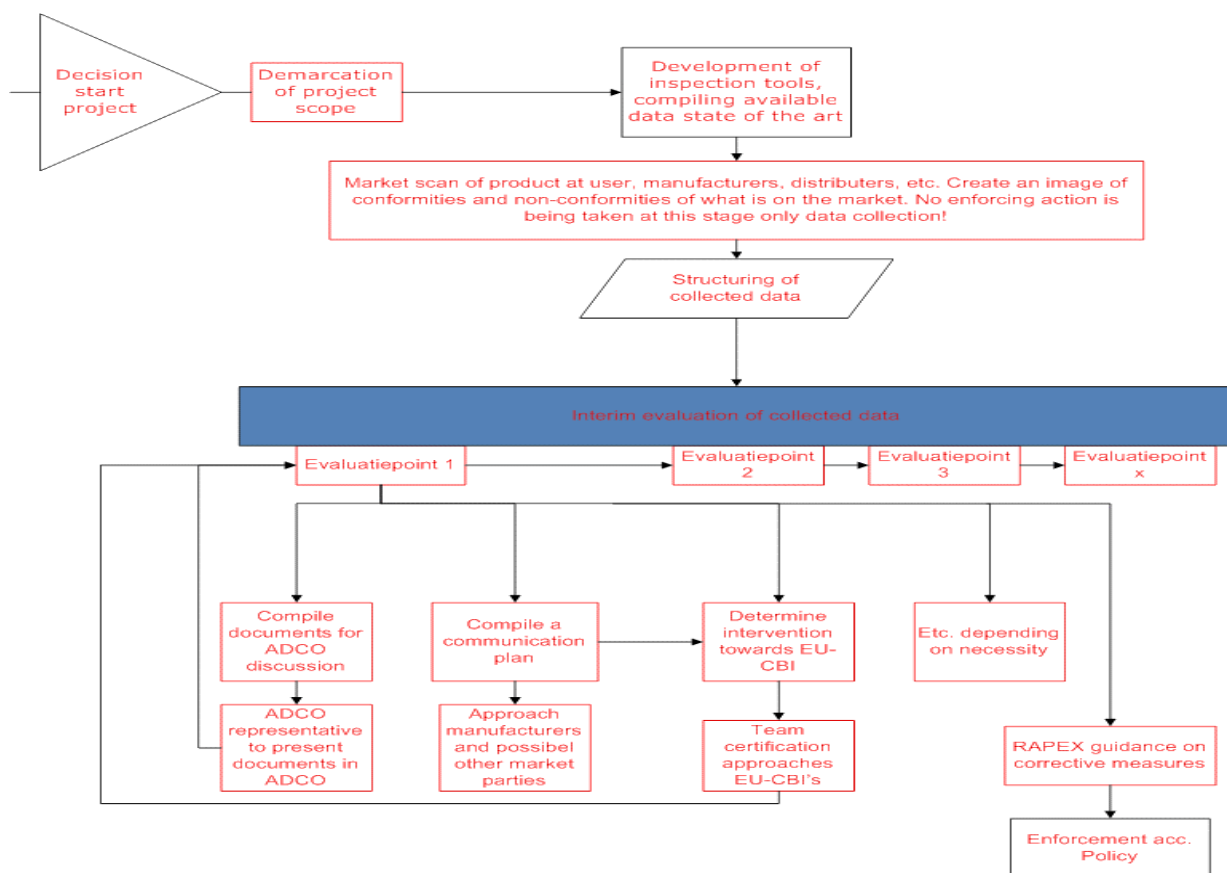 Decision
start
project
Demarcation
of project
scope
Development of
inspection tools,
compiling available
data state of the art
Market scan of product at user, manufacturers, distributers, etc. Create an image of
conformities and non-conformities of what is on the market. No enforcing action is
being taken at this stage only data collection!
Structuring of
collected data
Interim evaluation of collected data
Evaluatiepoint 1
Evaluatiepoint
2
Evaluatiepoint
3
Evaluatiepoint
x
Compile
documents for
ADCO
discussion
Compile a
communication
plan
Determine
intervention
towards EU-
CBI
Etc. depending
on necessity
ADCO
representative
to present
documents in
ADCO
Approach
manufacturers
and possibel
other market
parties
Team
certification
approaches
EU-CBI's
RAPEX guidance on
corrective measures
Enforcement acc.
Policy